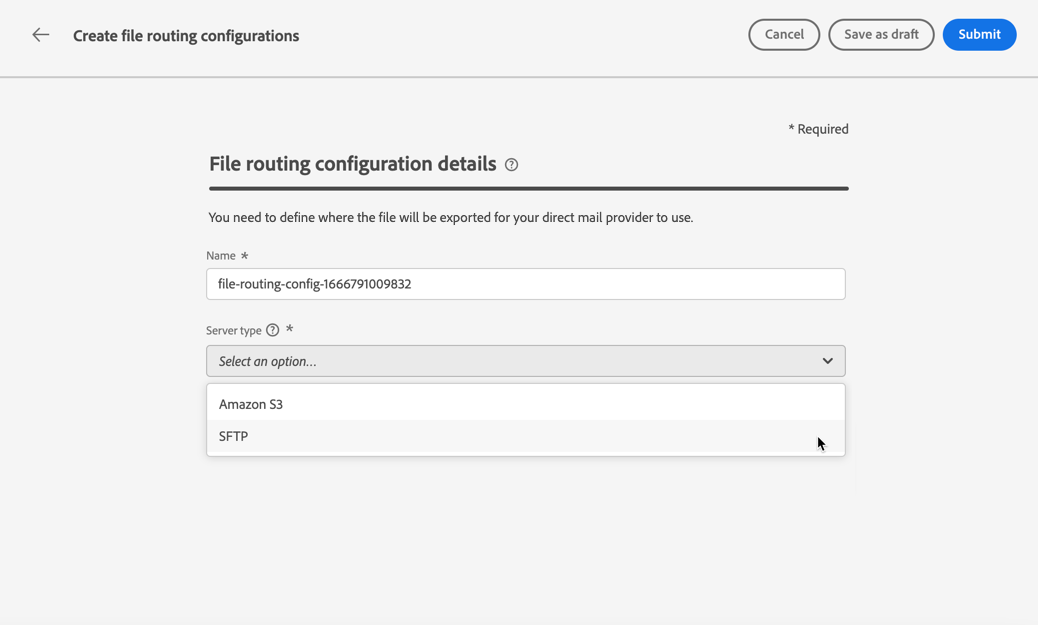 Create file routing configurations
Cancel
Save as draft
Submit
* Required
File routing configuration details
You need to define where the file will be exported for your direct mail provider to use.
Name *
file-routing-config-1666791009832
Server type *
Select an option...
Amazon S3
SFTP